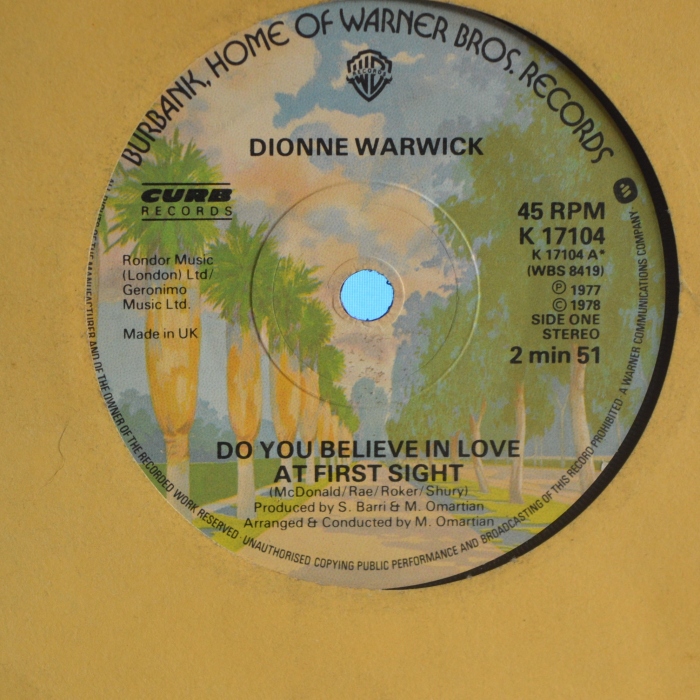 BURBANK, HOME OF WARNER BROS. RECORDS
RECORDS
DIONNE WARWICK
CURB
RECORDS
45 RPM
K 17104
K 17104 A*
(WBS 8419)
Ⓟ 1977
© 1978
SIDE ONE
STEREO
2 min 51
Rondor Music
(London) Ltd/
Geronimo
Music Ltd.
Made in UK
DO YOU BELIEVE IN LOVE
AT FIRST SIGHT
(McDonald/Rae/Roker/Shury)
Produced by S. Barri & M. Omartian
Arranged & Conducted by M. Omartian
OF THE MANUFACTURER AND OF THE OWNER OF THE RECORDED WORK RESERVED UNAUTHORISED COPYING PUBLIC PERFORMANCE AND BROADCASTING OF THIS RECORD PROHIBITED · A WARNER COMMUNICATIONS COMPANY ·